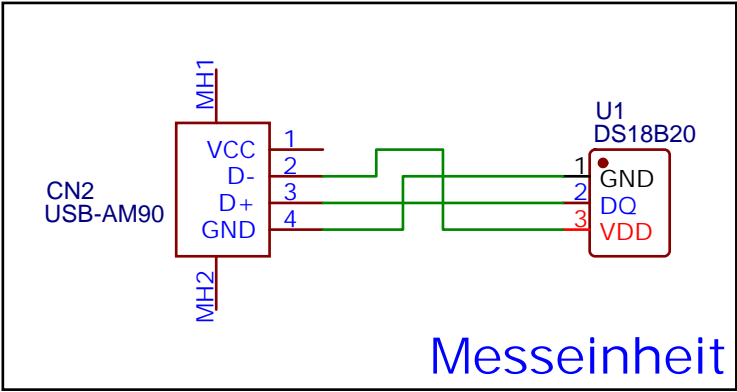 MH1
CN2
USB-AM90
VCC 1
D- 2
D+ 3
GND 4
MH2
U1
DS18B20
1 GND
2 DQ
3 VDD
Messeinheit